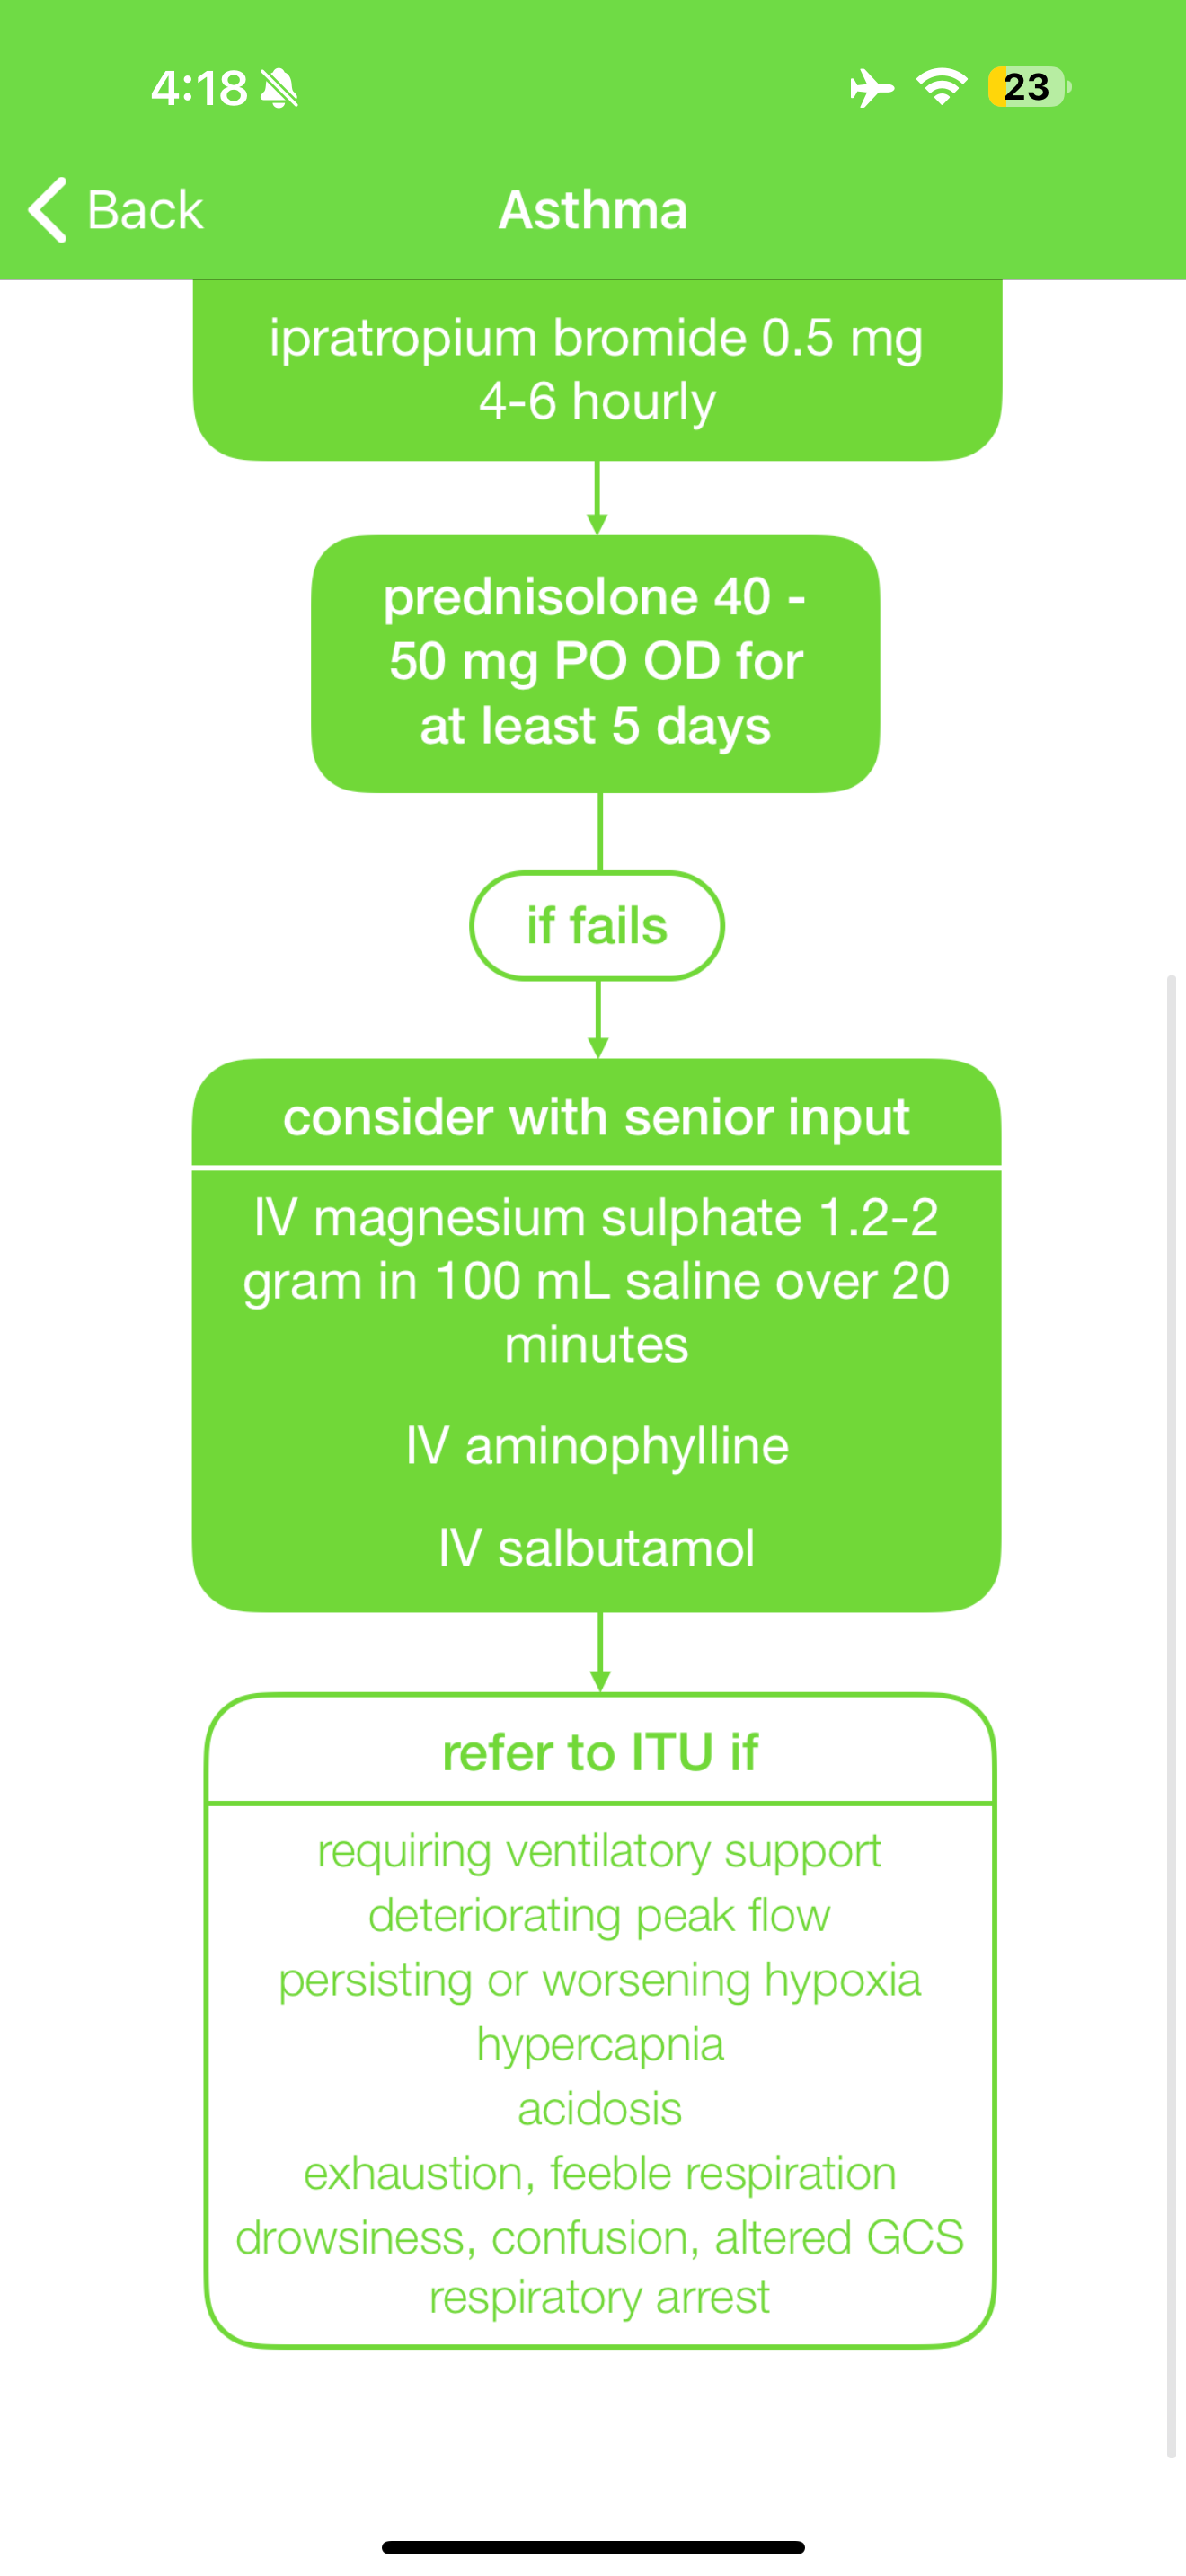 4:18
23
Back
Asthma
ipratropium bromide 0.5 mg
4-6 hourly
prednisolone 40 -
50 mg PO OD for
at least 5 days
if fails
consider with senior input
IV magnesium sulphate 1.2-2
gram in 100 mL saline over 20
minutes
IV aminophylline
IV salbutamol
refer to ITU if
requiring ventilatory support
deteriorating peak flow
persisting or worsening hypoxia
hypercapnia
acidosis
exhaustion, feeble respiration
drowsiness, confusion, altered GCS
respiratory arrest